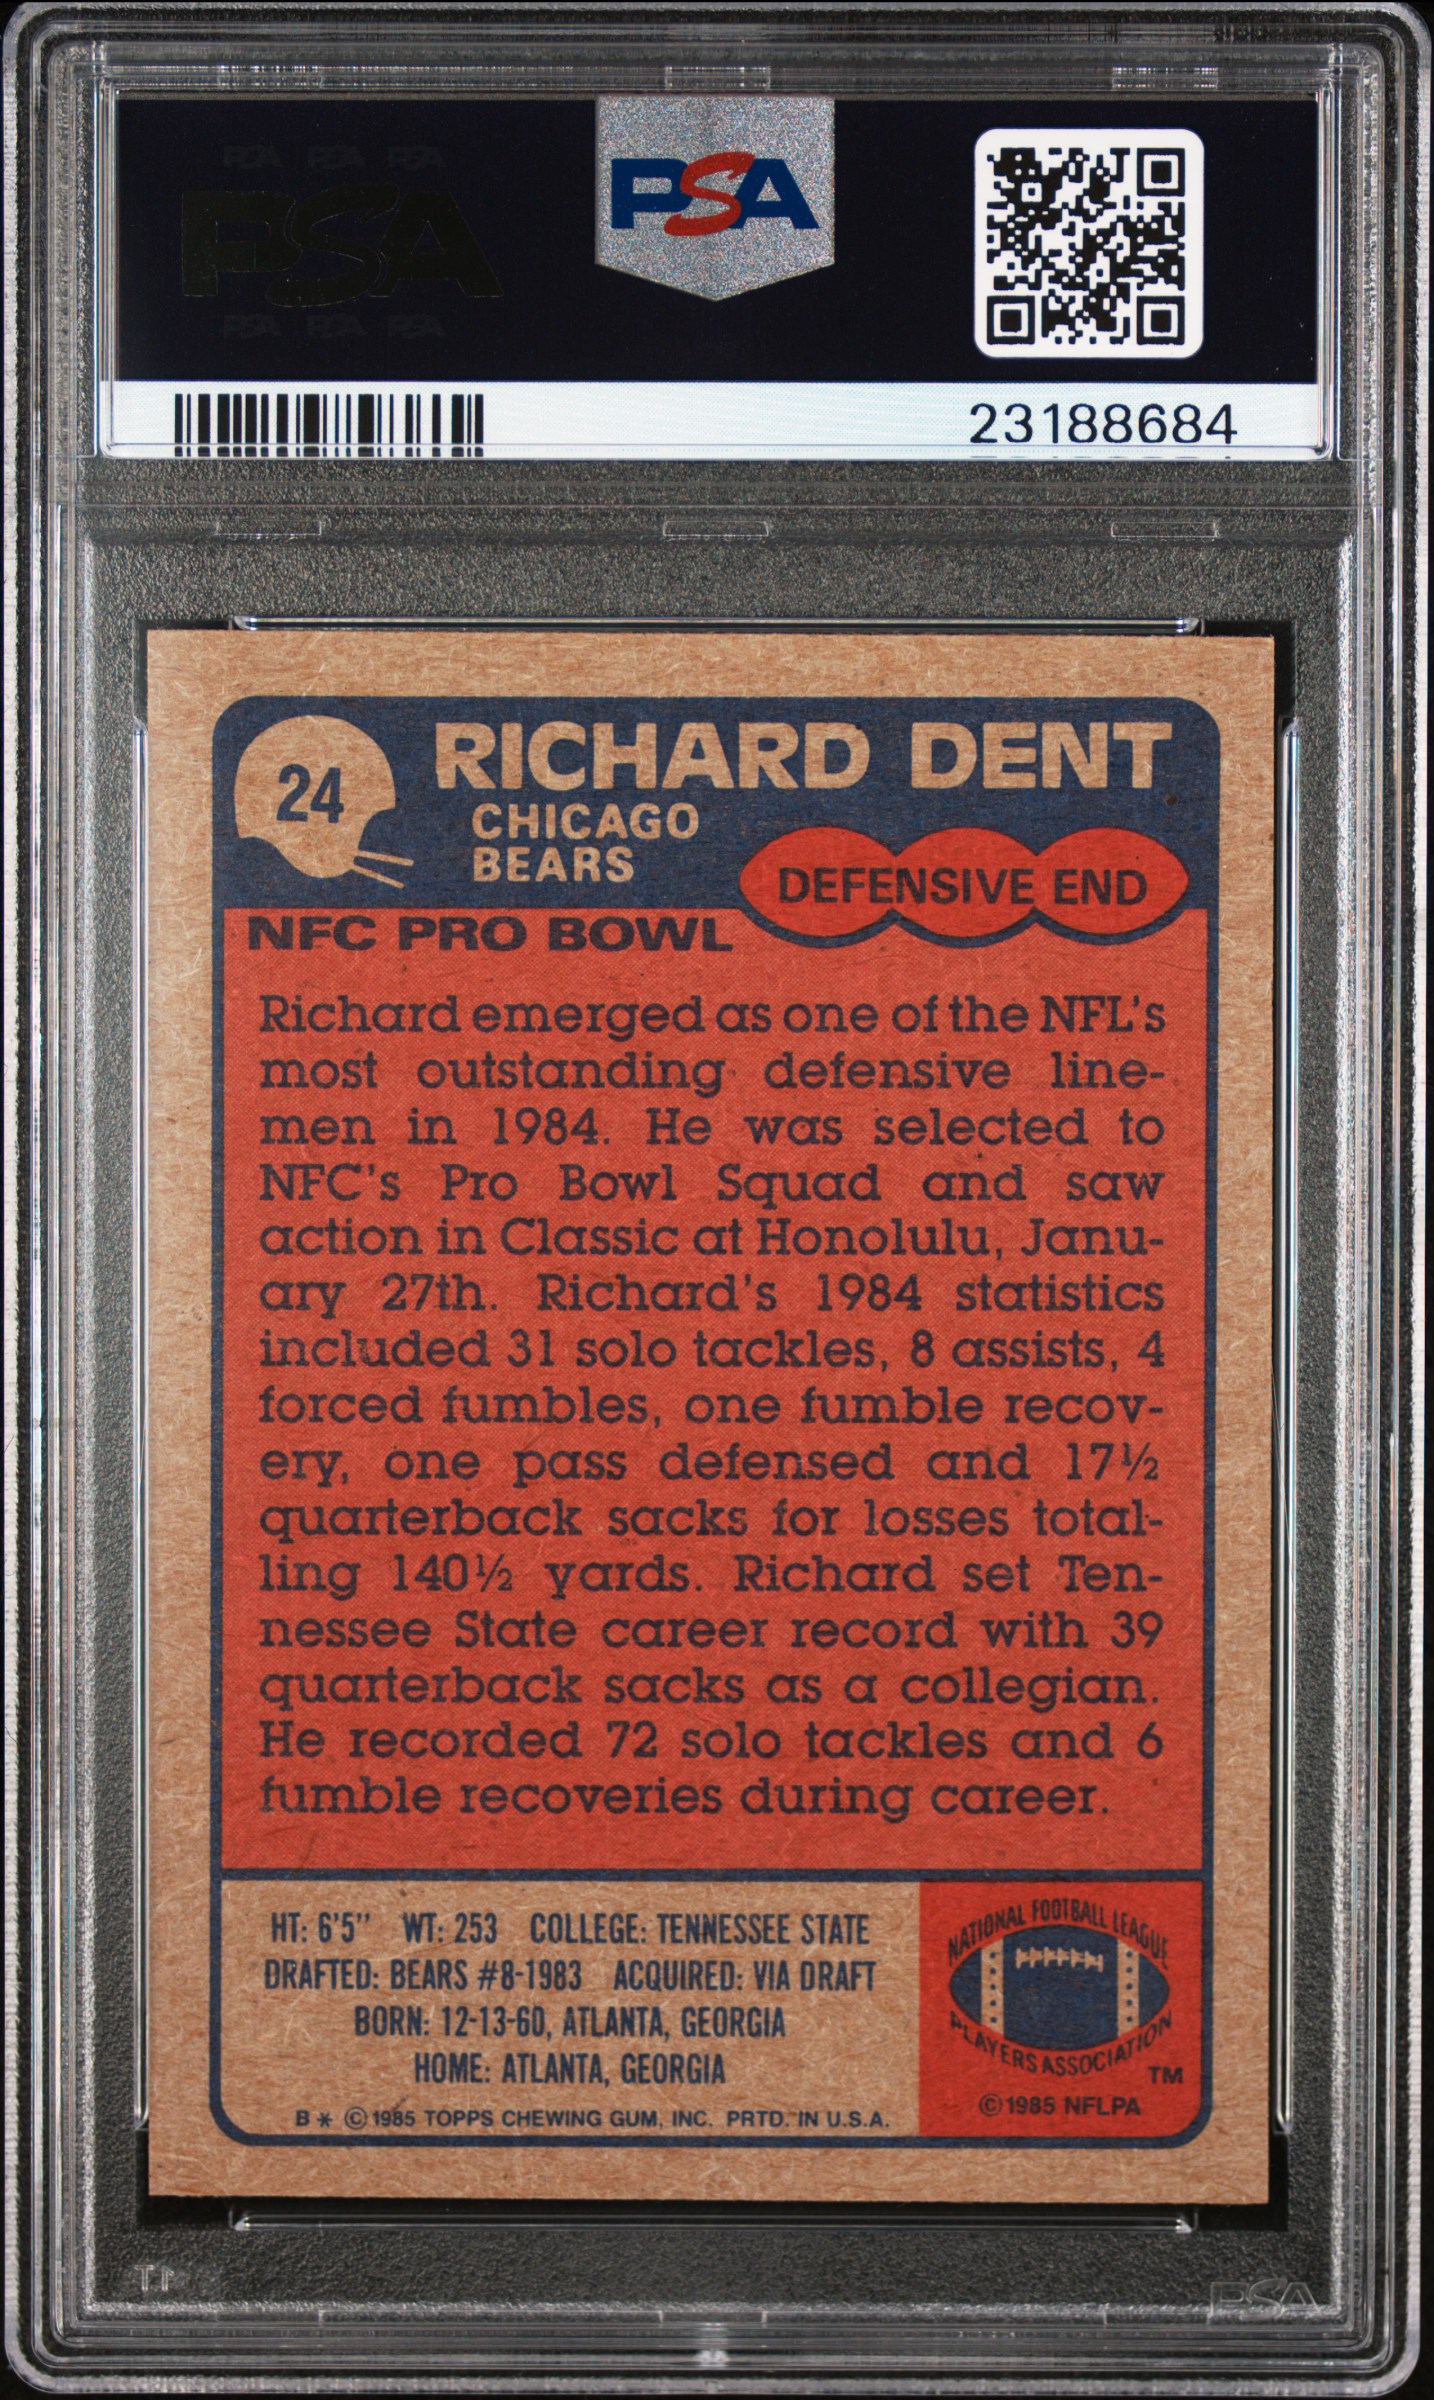 PSA PSA PSA
PSA
PSA PSA PSA
PSA
23188684
24
RICHARD DENT
CHICAGO
BEARS
DEFENSIVE END
NFC PRO BOWL
Richard emerged as one of the NFL's
most outstanding defensive line-
men in 1984. He was selected to
NFC's Pro Bowl Squad and saw
action in Classic at Honolulu, Janu-
ary 27th. Richard's 1984 statistics
included 31 solo tackles, 8 assists, 4
forced fumbles, one fumble recov-
ery, one pass defensed and 17½
quarterback sacks for losses total-
ling 140½ yards. Richard set Ten-
nessee State career record with 39
quarterback sacks as a collegian.
He recorded 72 solo tackles and 6
fumble recoveries during career.
HT: 6'5" WT: 253 COLLEGE: TENNESSEE STATE
DRAFTED: BEARS #8-1983 ACQUIRED: VIA DRAFT
BORN: 12-13-60, ATLANTA, GEORGIA
HOME: ATLANTA, GEORGIA
B* © 1985 TOPPS CHEWING GUM, INC. PRTD. IN U.S.A.
NATIONAL FOOTBALL LEAGUE
PLAYERS ASSOCIATION
TM
© 1985 NFLPA
PSA